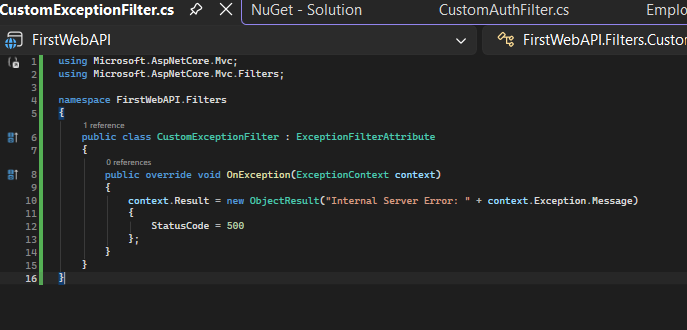 CustomExceptionFilter.cs NuGet - Solution CustomAuthFilter.cs Emplo
FirstWebAPI FirstWebAPI.Filters.Custo
1 using Microsoft.AspNetCore.Mvc;
2 using Microsoft.AspNetCore.Mvc.Filters;
3
4 namespace FirstWebAPI.Filters
5 {
1 reference
6 public class CustomExceptionFilter : ExceptionFilterAttribute
7 {
0 references
8 public override void OnException(ExceptionContext context)
9 {
10 context.Result = new ObjectResult("Internal Server Error: " + context.Exception.Message)
11 {
12 StatusCode = 500
13 };
14 }
15 }
16 }